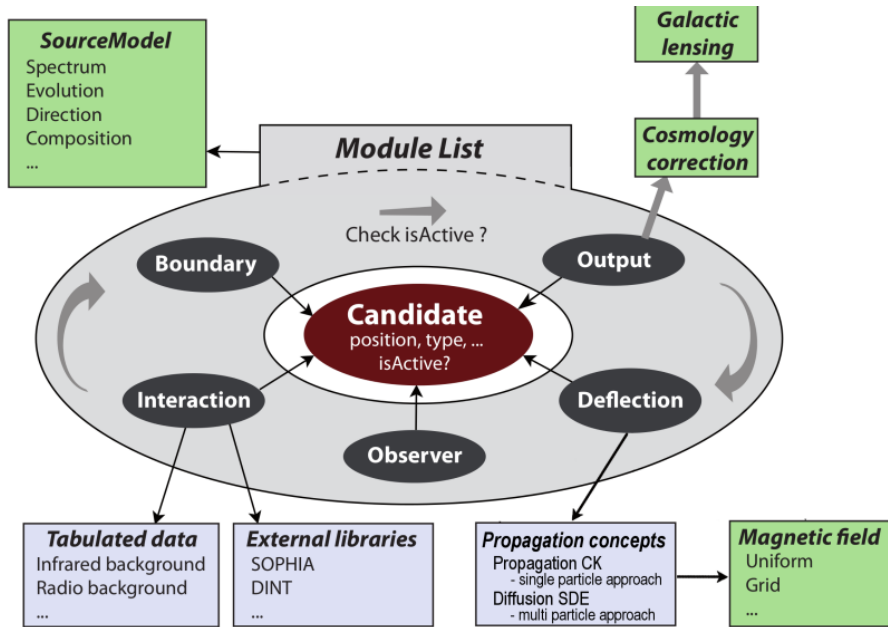 SourceModel
Spectrum
Evolution
Direction
Composition
...
Galactic
lensing
Cosmology
correction
Module List
Check isActive ?
Boundary
Output
Candidate
position, type, ...
isActive?
Interaction
Deflection
Observer
Tabulated data
Infrared background
Radio background
...
External libraries
SOPHIA
DINT
...
Propagation concepts
Propagation CK
- single particle approach
Diffusion SDE
- multi particle approach
Magnetic field
Uniform
Grid
...